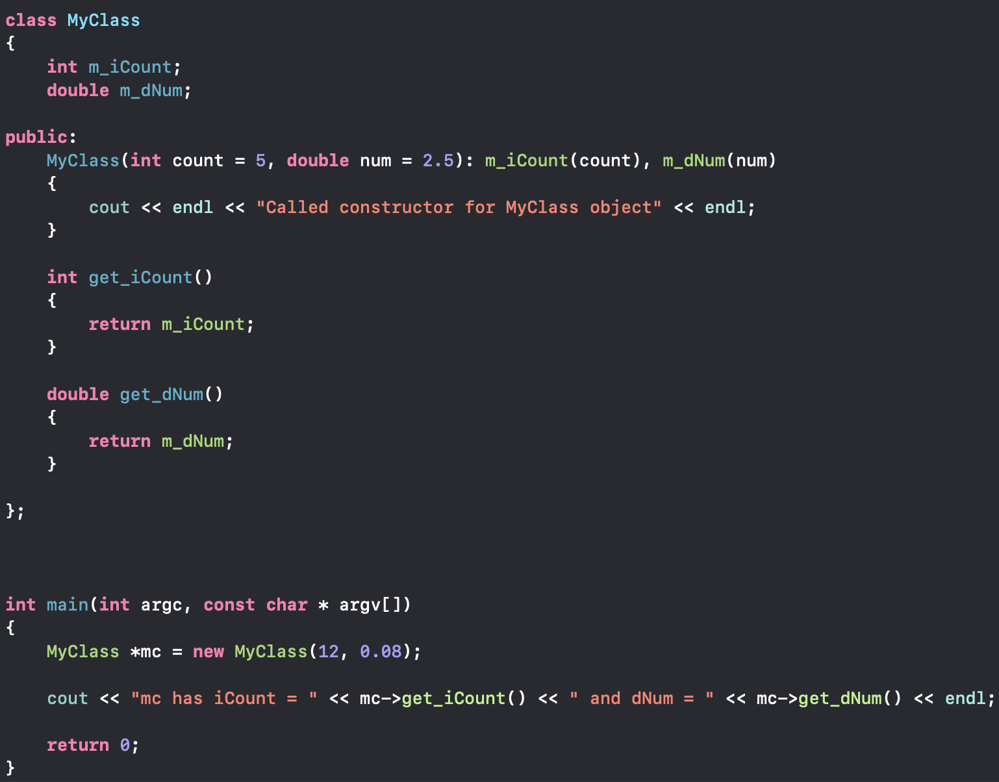 class MyClass
{
    int m_iCount;
    double m_dNum;

public:
    MyClass(int count = 5, double num = 2.5): m_iCount(count), m_dNum(num)
    {
        cout << endl << "Called constructor for MyClass object" << endl;
    }

    int get_iCount()
    {
        return m_iCount;
    }

    double get_dNum()
    {
        return m_dNum;
    }

};

int main(int argc, const char * argv[])
{
    MyClass *mc = new MyClass(12, 0.08);

    cout << "mc has iCount = " << mc->get_iCount() << " and dNum = " << mc->get_dNum() << endl;

    return 0;
}